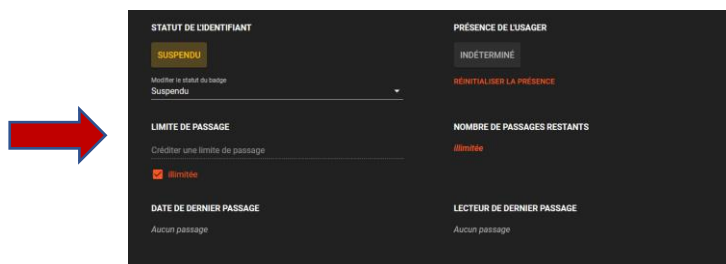 STATUT DE L'IDENTIFIANT
PRÉSENCE DE L'USAGER
SUSPENDU
INDÉTERMINÉ
Modifier le statut du badge
Suspendu
RÉINITIALISER LA PRÉSENCE
LIMITE DE PASSAGE
NOMBRE DE PASSAGES RESTANTS
Créditer une limite de passage
illimitée
illimitée
DATE DE DERNIER PASSAGE
LECTEUR DE DERNIER PASSAGE
Aucun passage
Aucun passage